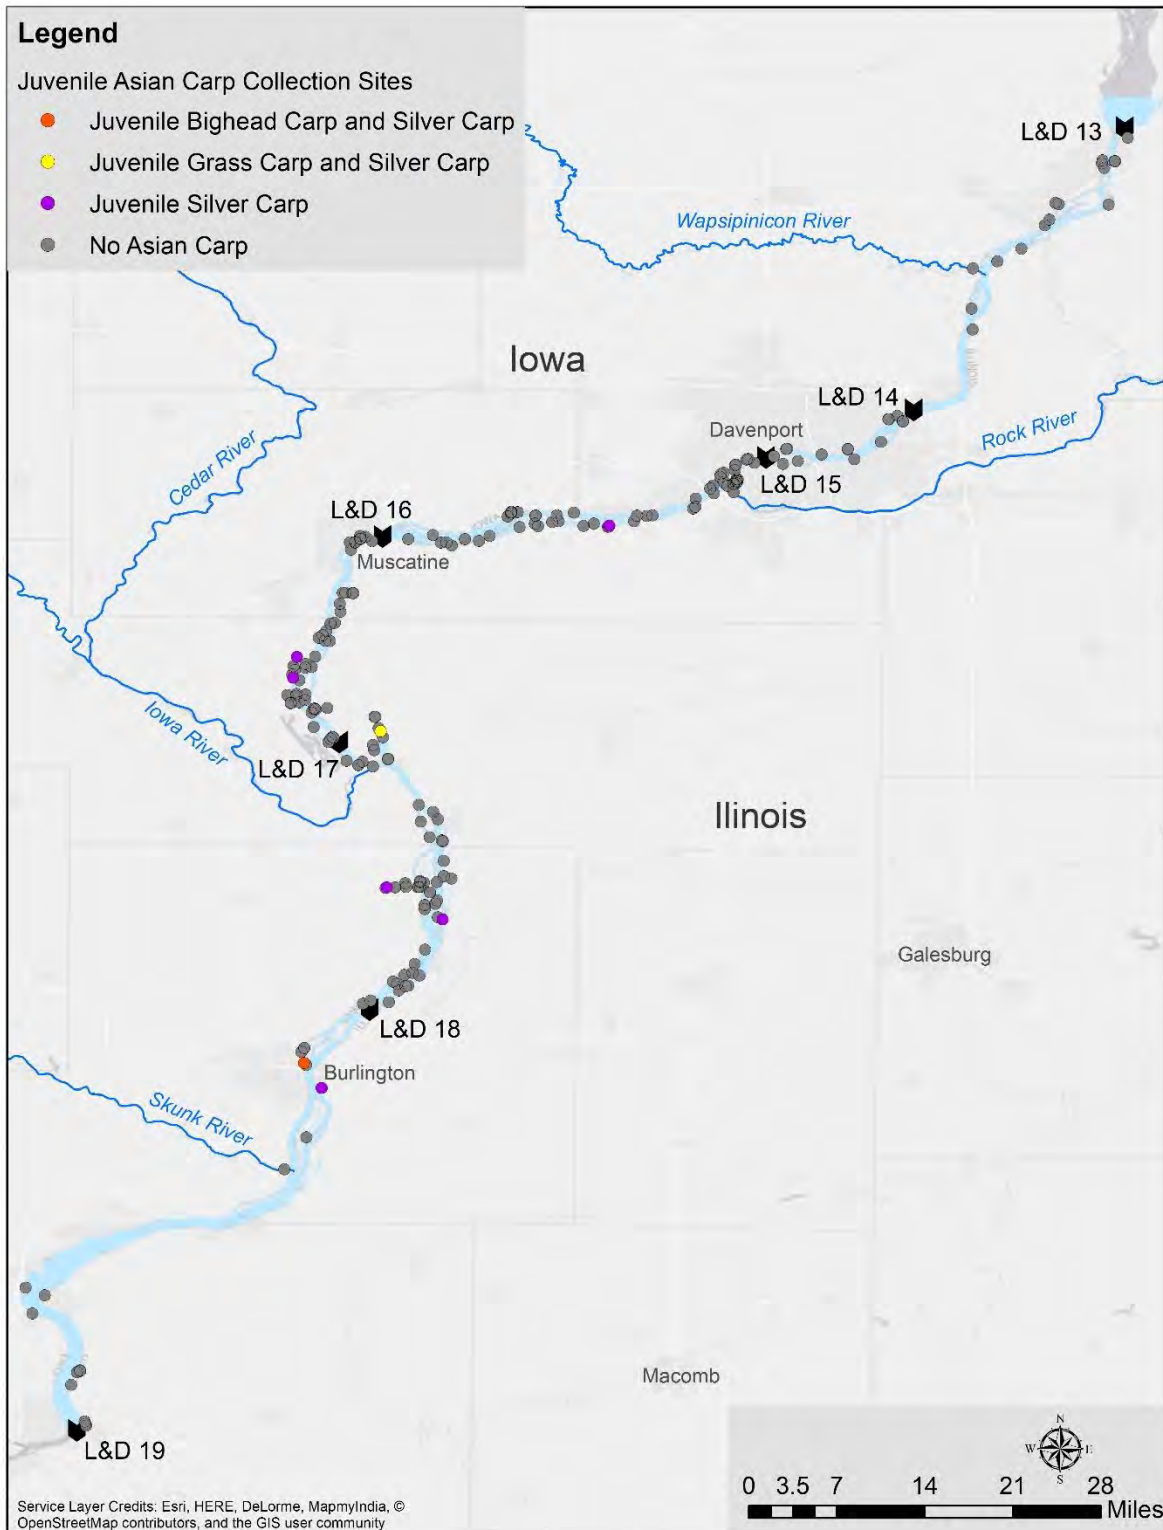 Legend
Juvenile Asian Carp Collection Sites
Juvenile Bighead Carp and Silver Carp
Juvenile Grass Carp and Silver Carp
Juvenile Silver Carp
No Asian Carp
L&D 13
Wapsipinicon River
Iowa
L&D 14
Davenport
Rock River
Cedar River
L&D 15
L&D 16
Muscatine
Iowa River
L&D 17
Ilinois
Galesburg
L&D 18
Burlington
Skunk River
Macomb
L&D 19
N
W E
S
0 3.5 7 14 21 28
Miles
Service Layer Credits: Esri, HERE, DeLorme, MapmyIndia, ©
OpenStreetMap contributors, and the GIS user community